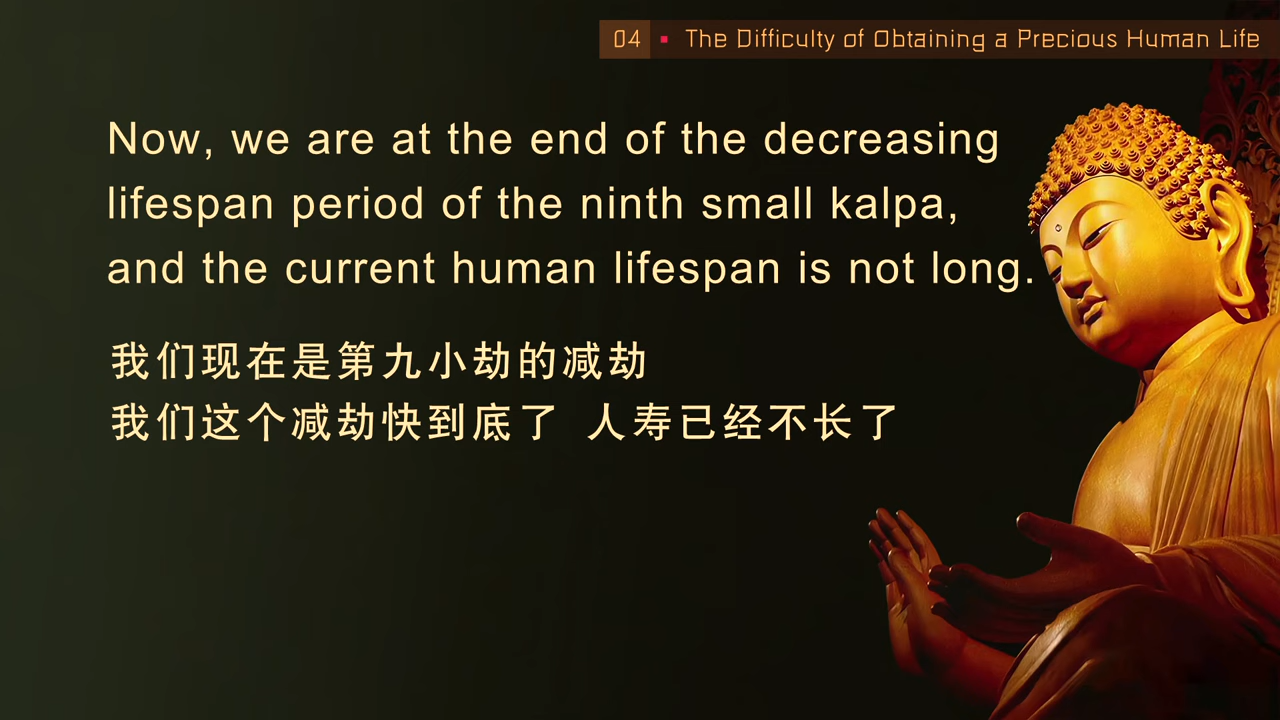 04 ▪ The Difficulty of Obtaining a Precious Human Life
Now, we are at the end of the decreasing
lifespan period of the ninth small kalpa,
and the current human lifespan is not long.
我们现在是第九小劫的减劫
我们这个减劫快到底了 人寿已经不长了